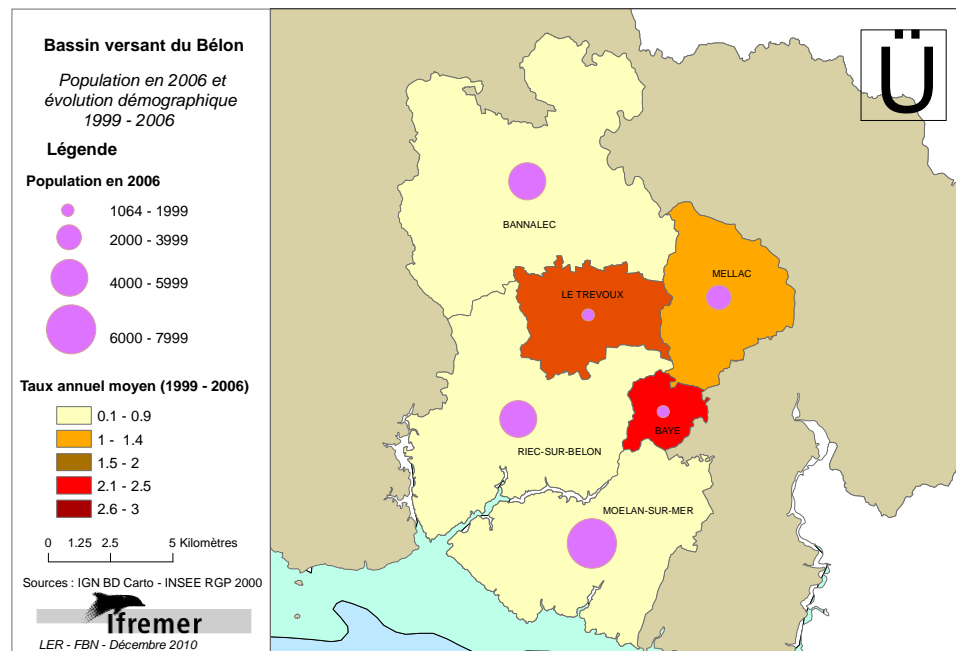 Bassin versant du Bélon
Population en 2006 et
évolution démographique
1999 - 2006
Légende
Population en 2006
1064 - 1999
2000 - 3999
4000 - 5999
6000 - 7999
Taux annuel moyen (1999 - 2006)
0.1 - 0.9
1 - 1.4
1.5 - 2
2.1 - 2.5
2.6 - 3
0 1.25 2.5 5 Kilomètres
Sources : IGN BD Carto - INSEE RGP 2000
Ifremer
LER - FBN - Décembre 2010
Ü
BANNALEC
MELLAC
LE TREVOUX
BAYE
RIEC-SUR-BELON
MOELAN-SUR-MER